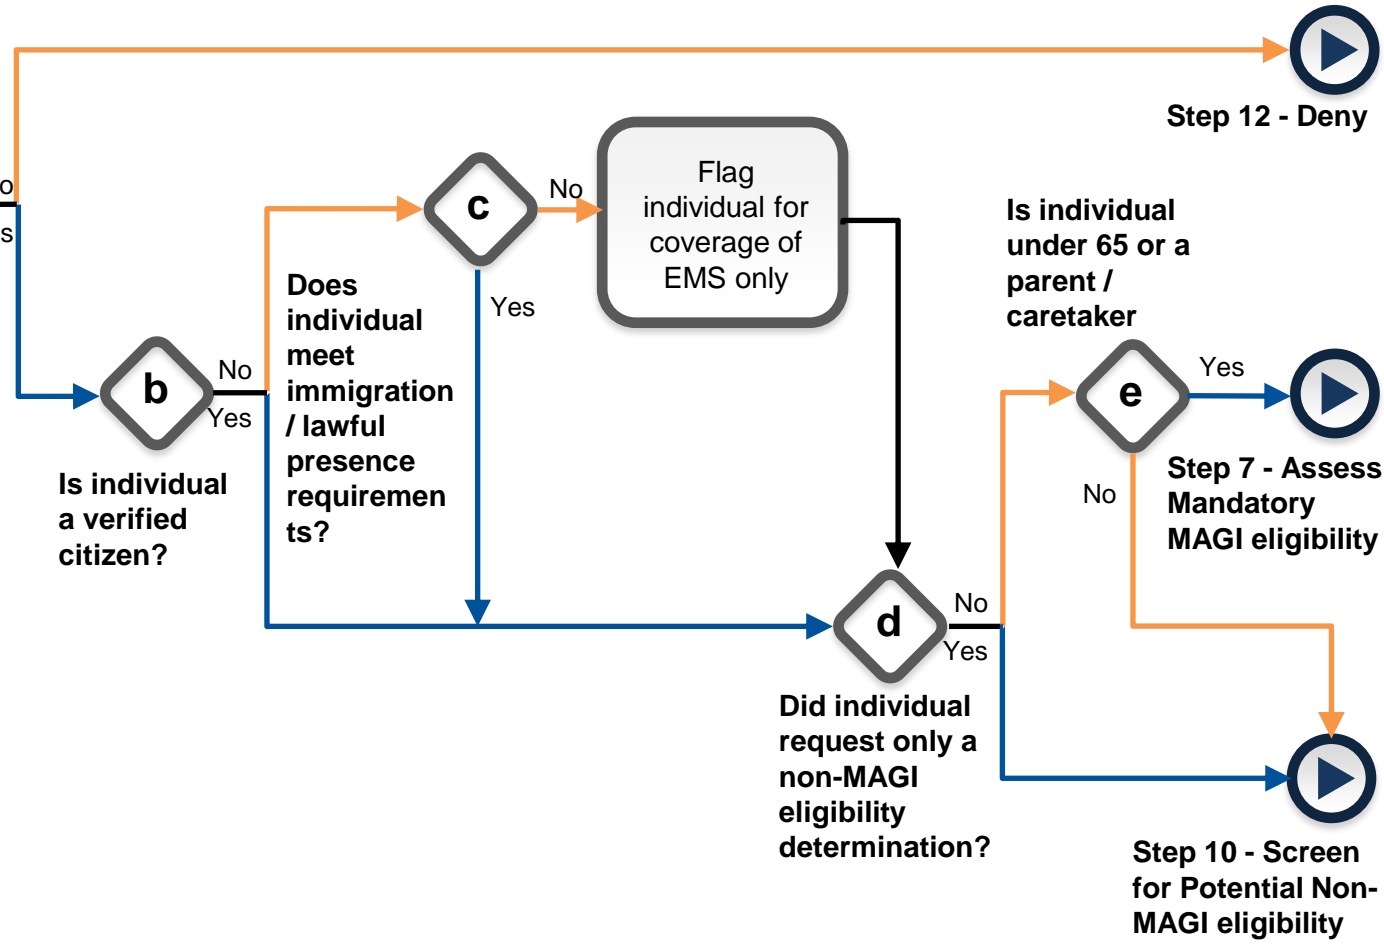 Step 12 - Deny
o
s
c
No
Yes
Flag
individual for
coverage of
EMS only
Is individual
under 65 or a
parent /
caretaker
Does
individual
meet
immigration
/ lawful
presence
requiremen
ts?
b
No
Yes
Is individual
a verified
citizen?
e
Yes
No
Step 7 - Assess
Mandatory
MAGI eligibility
d
No
Yes
Did individual
request only a
non-MAGI
eligibility
determination?
Step 10 - Screen
for Potential Non-
MAGI eligibility